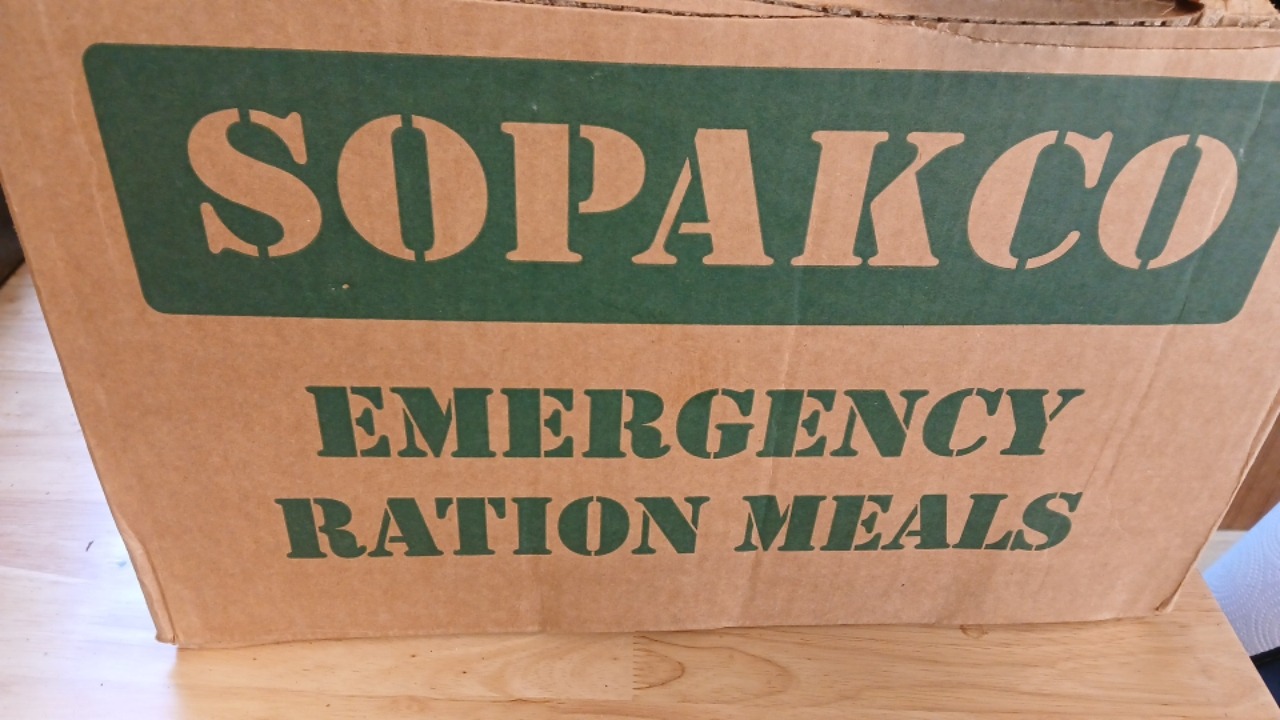 SOPAKCO
EMERGENCY
RATION MEALS